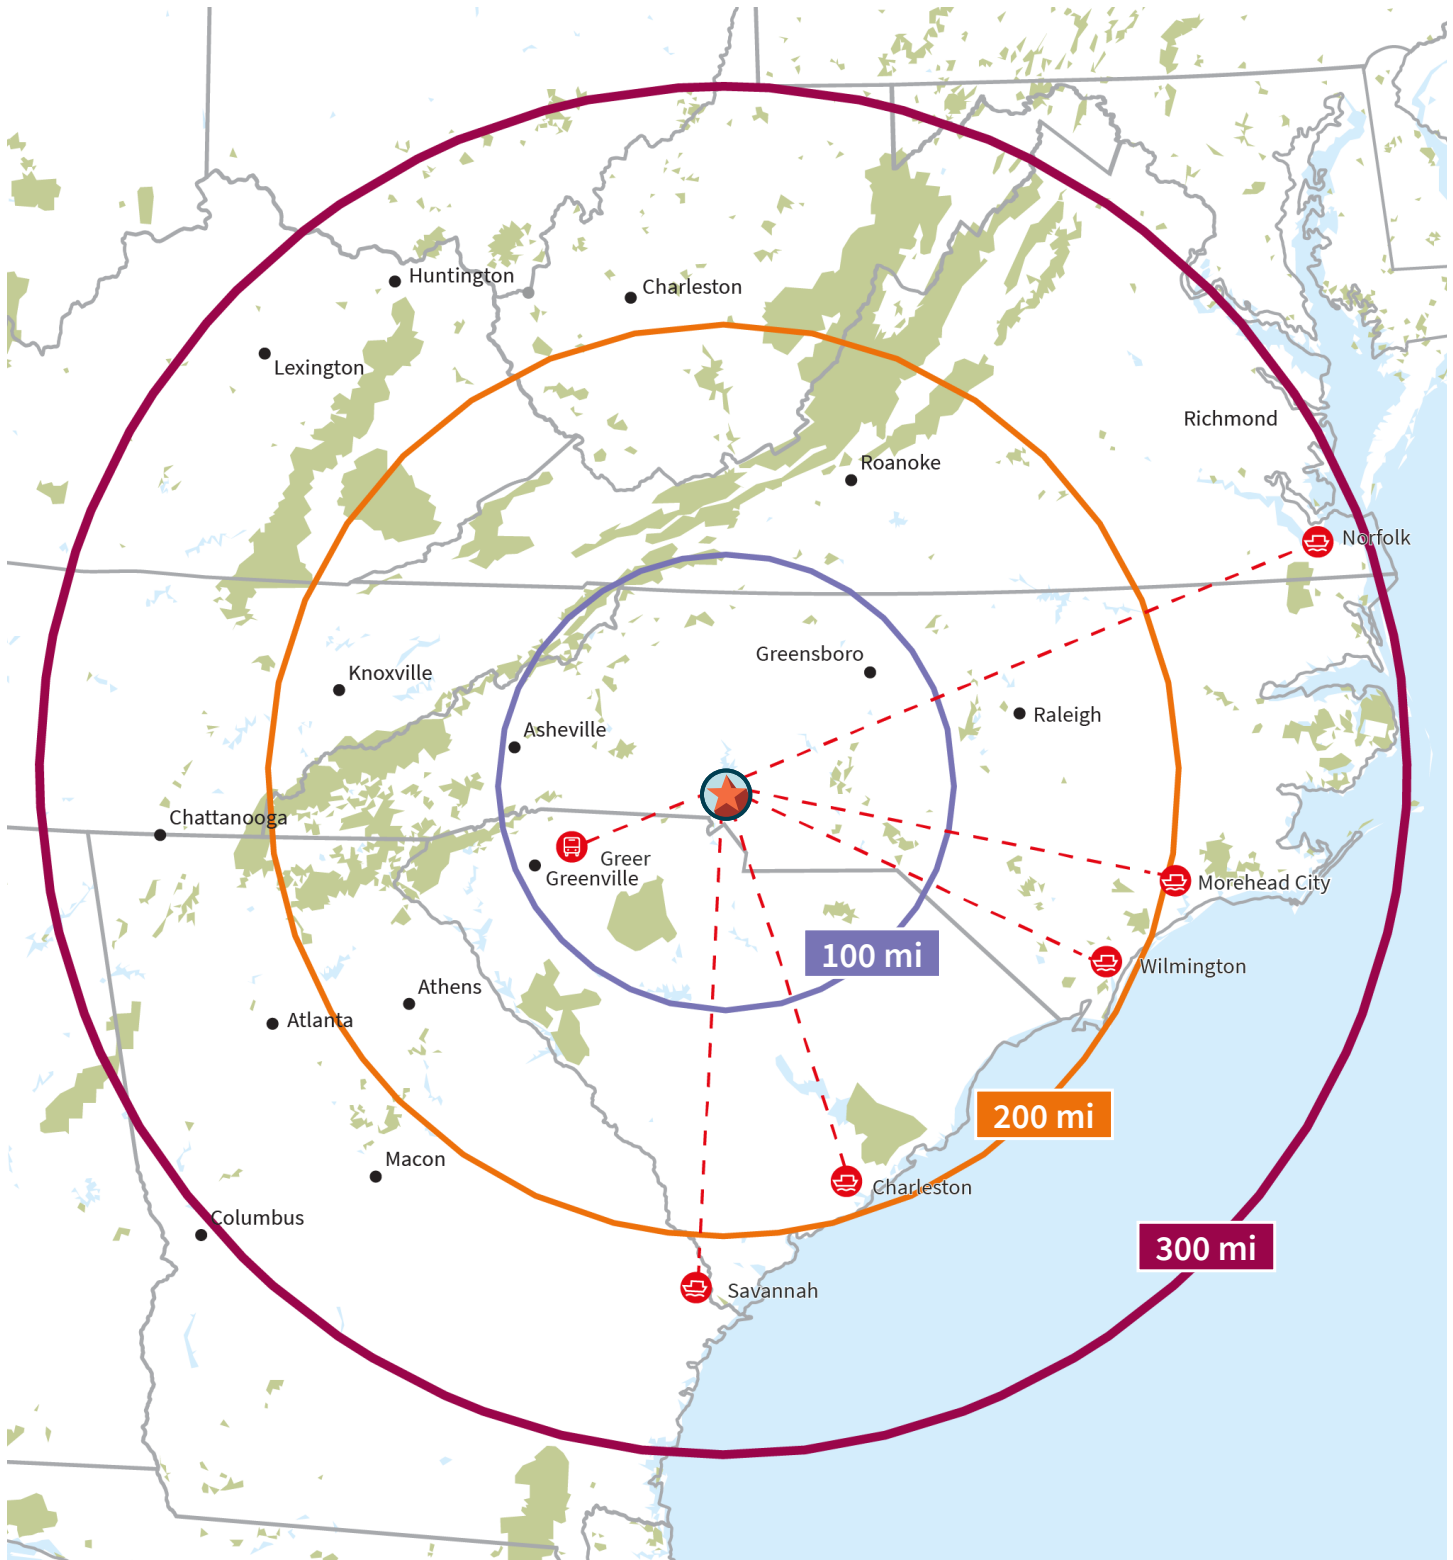 Huntington
Charleston
Lexington
Richmond
Roanoke
Norfolk
Greensboro
Knoxville
Raleigh
Asheville
Chattanooga
Greer
Greenville
Morehead City
100 mi
Wilmington
Athens
Atlanta
200 mi
Macon
Charleston
Columbus
300 mi
Savannah